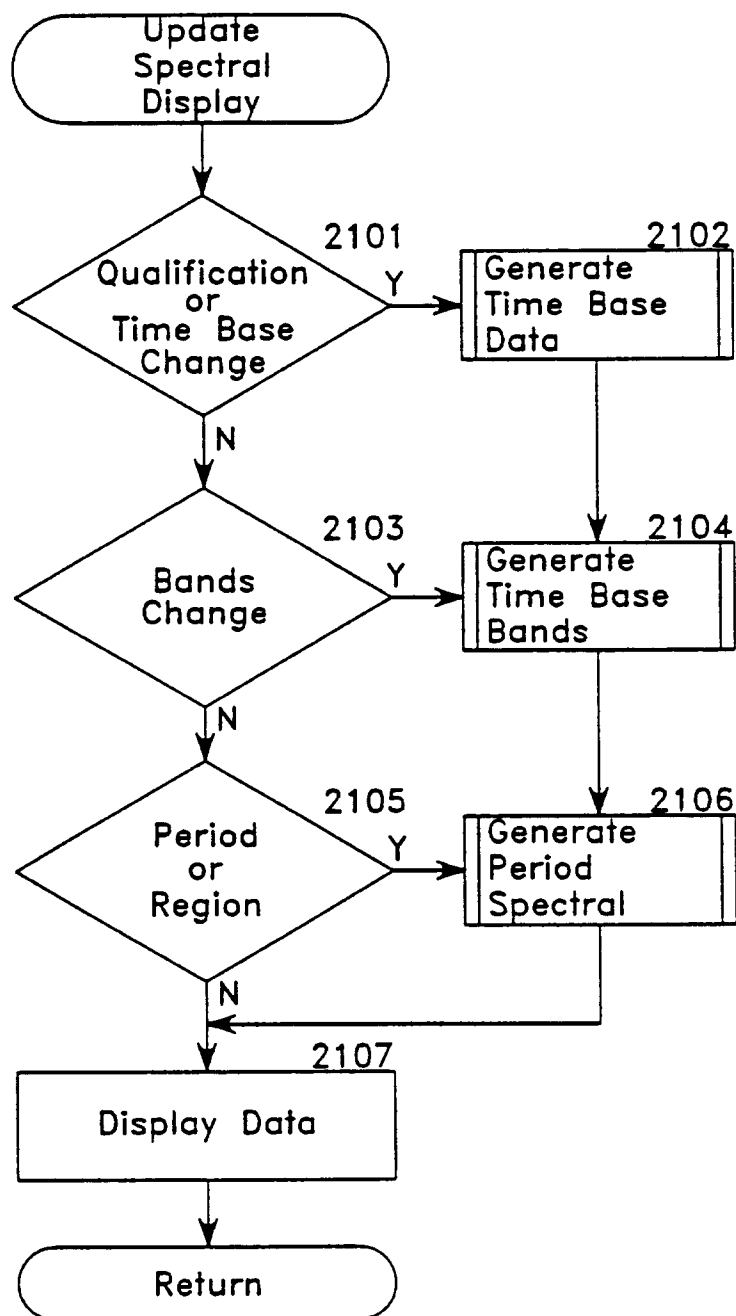 Update
Spectral
Display
2101
Qualification
or
Time Base
Change
Y
2102
Generate
Time Base
Data
N
2103
Bands
Change
Y
2104
Generate
Time Base
Bands
N
2105
Period
or
Region
Y
2106
Generate
Period
Spectral
N
2107
Display Data
Return